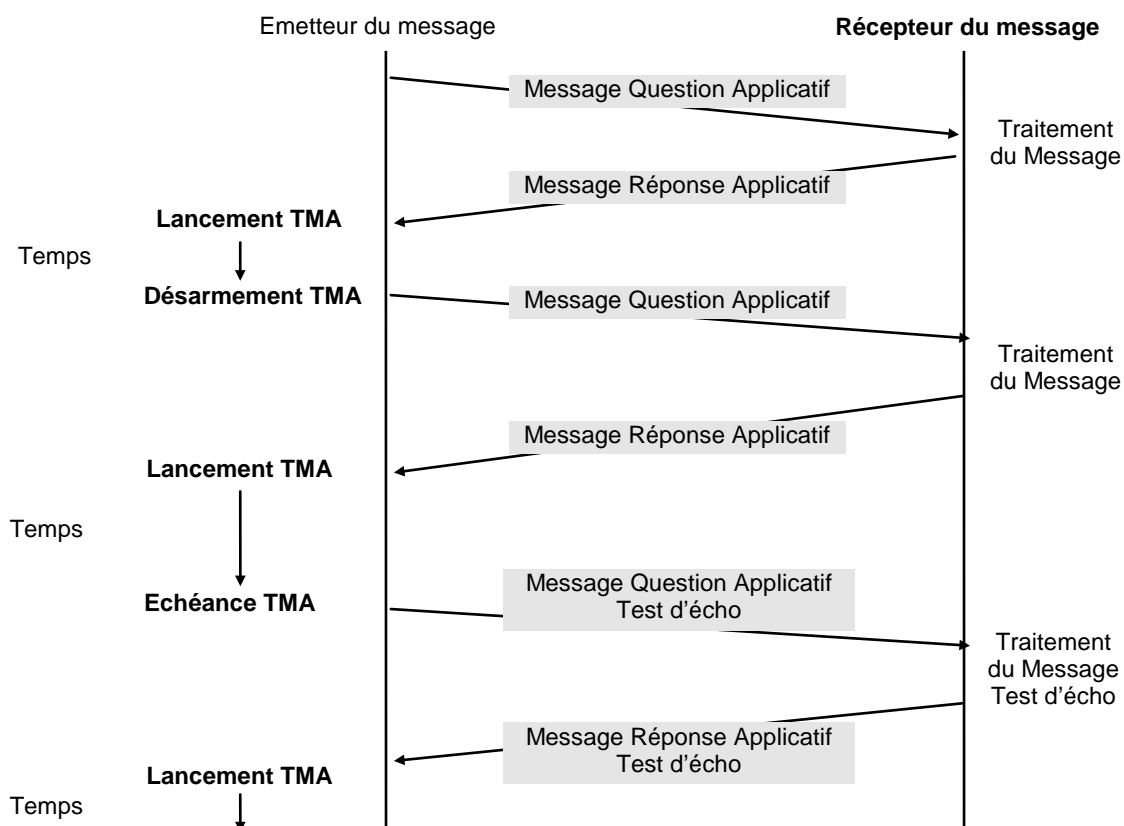 Emetteur du message
Récepteur du message
Message Question Applicatif
Traitement
du Message
Message Réponse Applicatif
Lancement TMA
Temps
Désarmement TMA
Message Question Applicatif
Traitement
du Message
Message Réponse Applicatif
Lancement TMA
Temps
Echéance TMA
Message Question Applicatif
Test d'écho
Traitement
du Message
Test d'écho
Message Réponse Applicatif
Test d'écho
Lancement TMA
Temps